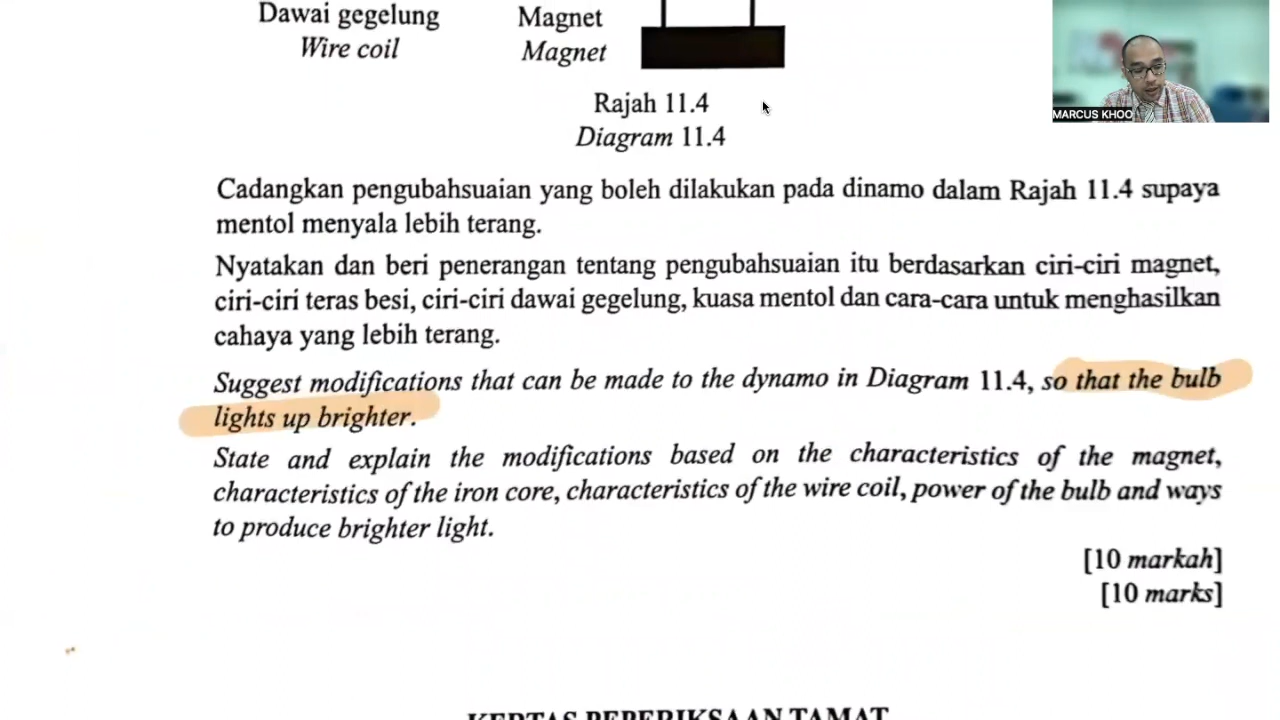 Dawai gegelung Magnet
Wire coil Magnet
MARCUS KHOO
Rajah 11.4
Diagram 11.4
Cadangkan pengubahsuaian yang boleh dilakukan pada dinamo dalam Rajah 11.4 supaya
mentol menyala lebih terang.
Nyatakan dan beri penerangan tentang pengubahsuaian itu berdasarkan ciri-ciri magnet,
ciri-ciri teras besi, ciri-ciri dawai gegelung, kuasa mentol dan cara-cara untuk menghasilkan
cahaya yang lebih terang.
Suggest modifications that can be made to the dynamo in Diagram 11.4, so that the bulb
lights up brighter.
State and explain the modifications based on the characteristics of the magnet,
characteristics of the iron core, characteristics of the wire coil, power of the bulb and ways
to produce brighter light.
[10 markah]
[10 marks]
KERTAS PEPERIKSAAN TAMAT